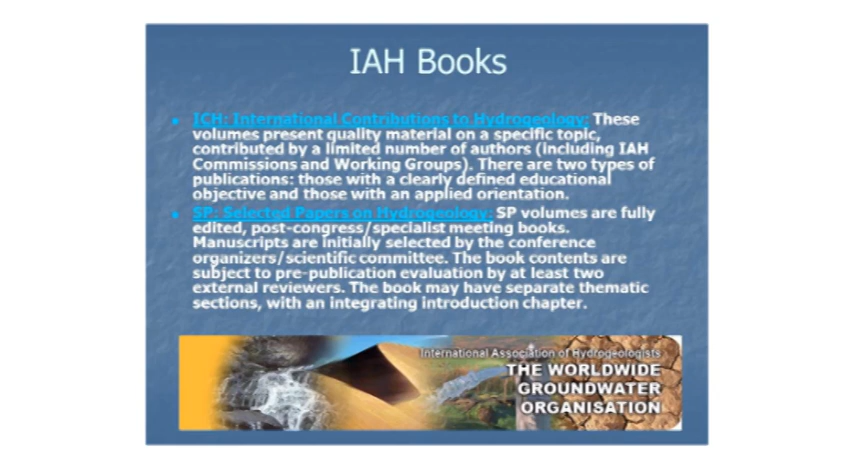 IAH Books
ICH: International Contributions to Hydrogeology: These
volumes present quality material on a specific topic,
contributed by a limited number of authors (including IAH
Commissions and Working Groups). There are two types of
publications: those with a clearly defined educational
objective and those with an applied orientation.
SP: Selected Papers on Hydrogeology: SP volumes are fully
edited, post-congress/specialist meeting books.
Manuscripts are initially selected by the conference
organizers/scientific committee. The book contents are
subject to pre-publication evaluation by at least two
external reviewers. The book may have separate thematic
sections, with an integrating introduction chapter.
International Association of Hydrogeologists
THE WORLDWIDE
GROUNDWATER
ORGANISATION